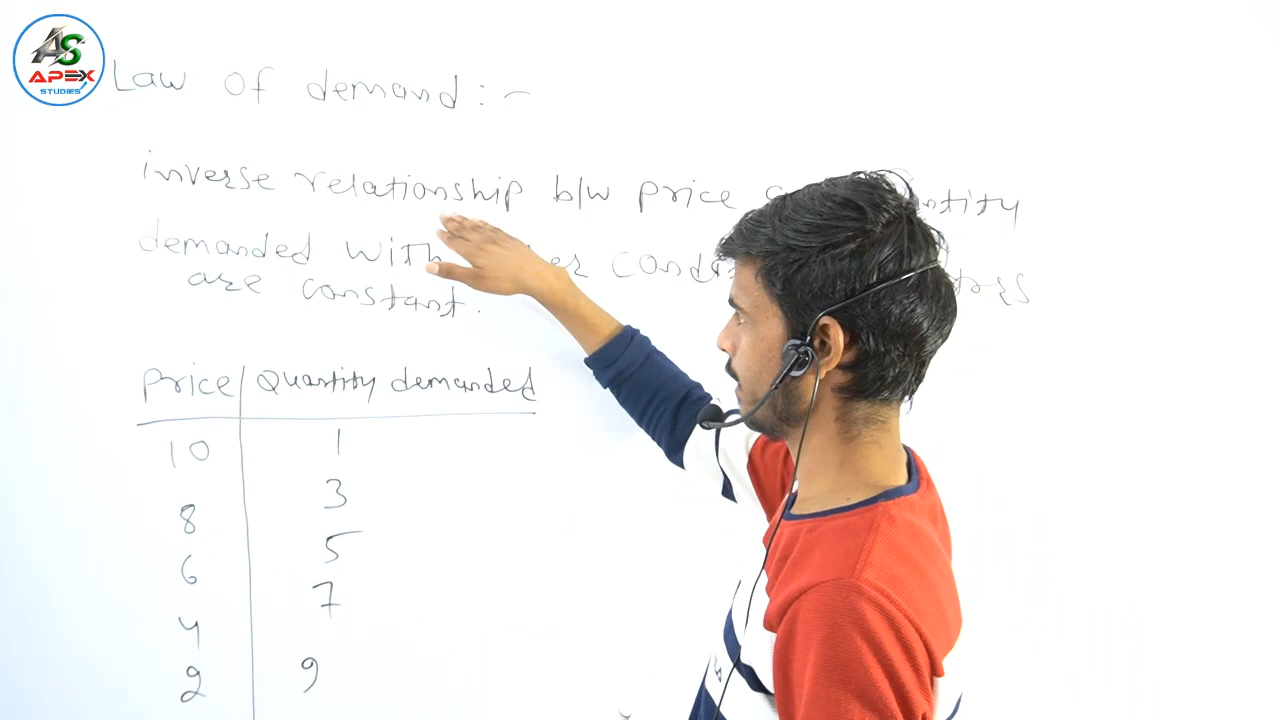 AS
APEX
STUDIES
Law of demand :-
inverse relationship b/w price
demanded with
are constant.
Price Quantity demanded
10 1
8 3
6 5
4 7
2 9